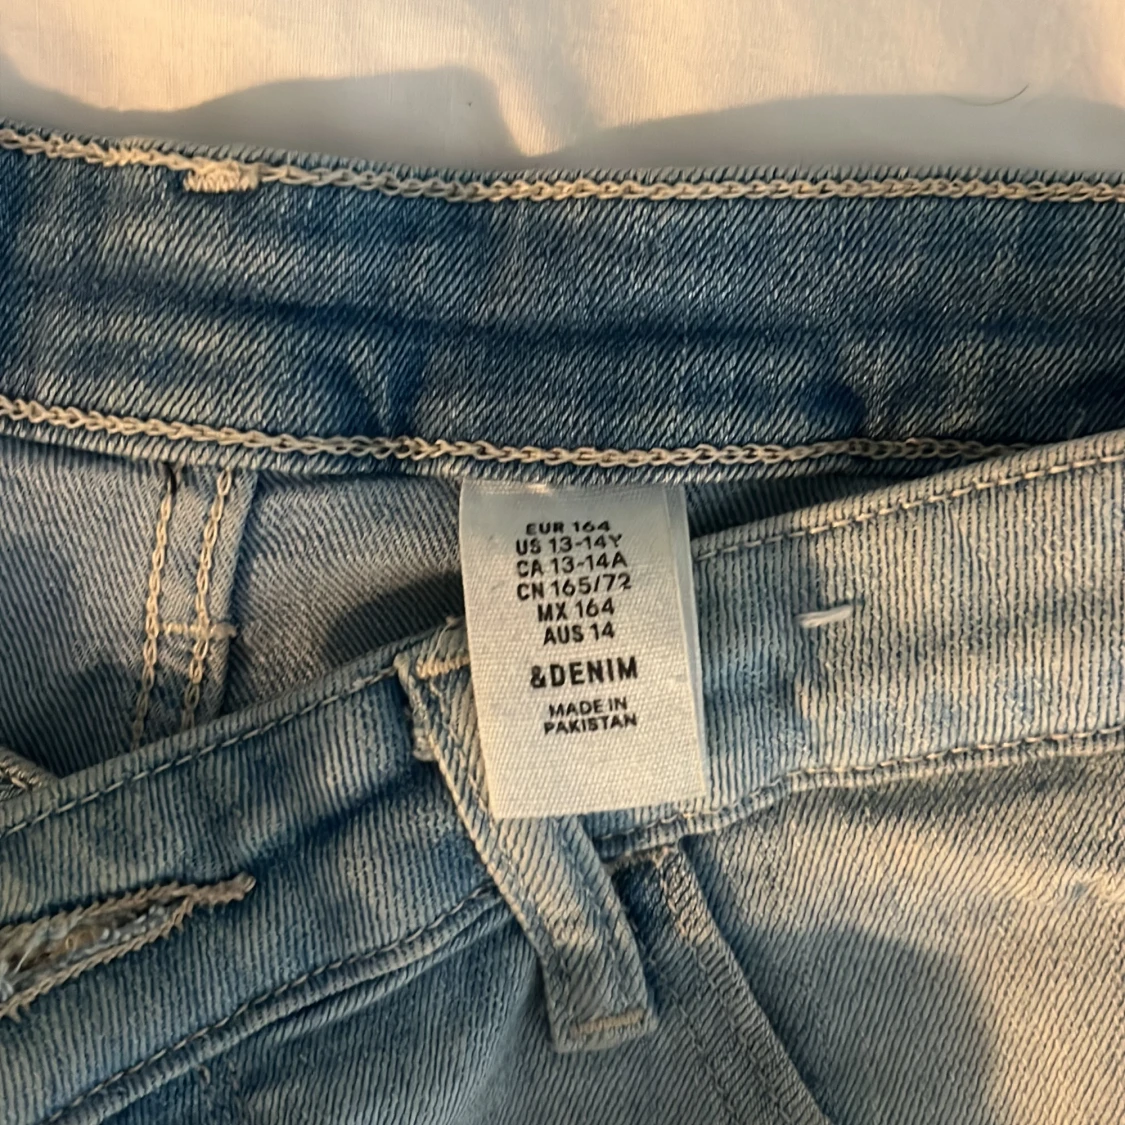 EUR 164
US 13-14Y
CA 13-14A
CN 165/72
MX 164
AUS 14
&DENIM
MADE IN
PAKISTAN